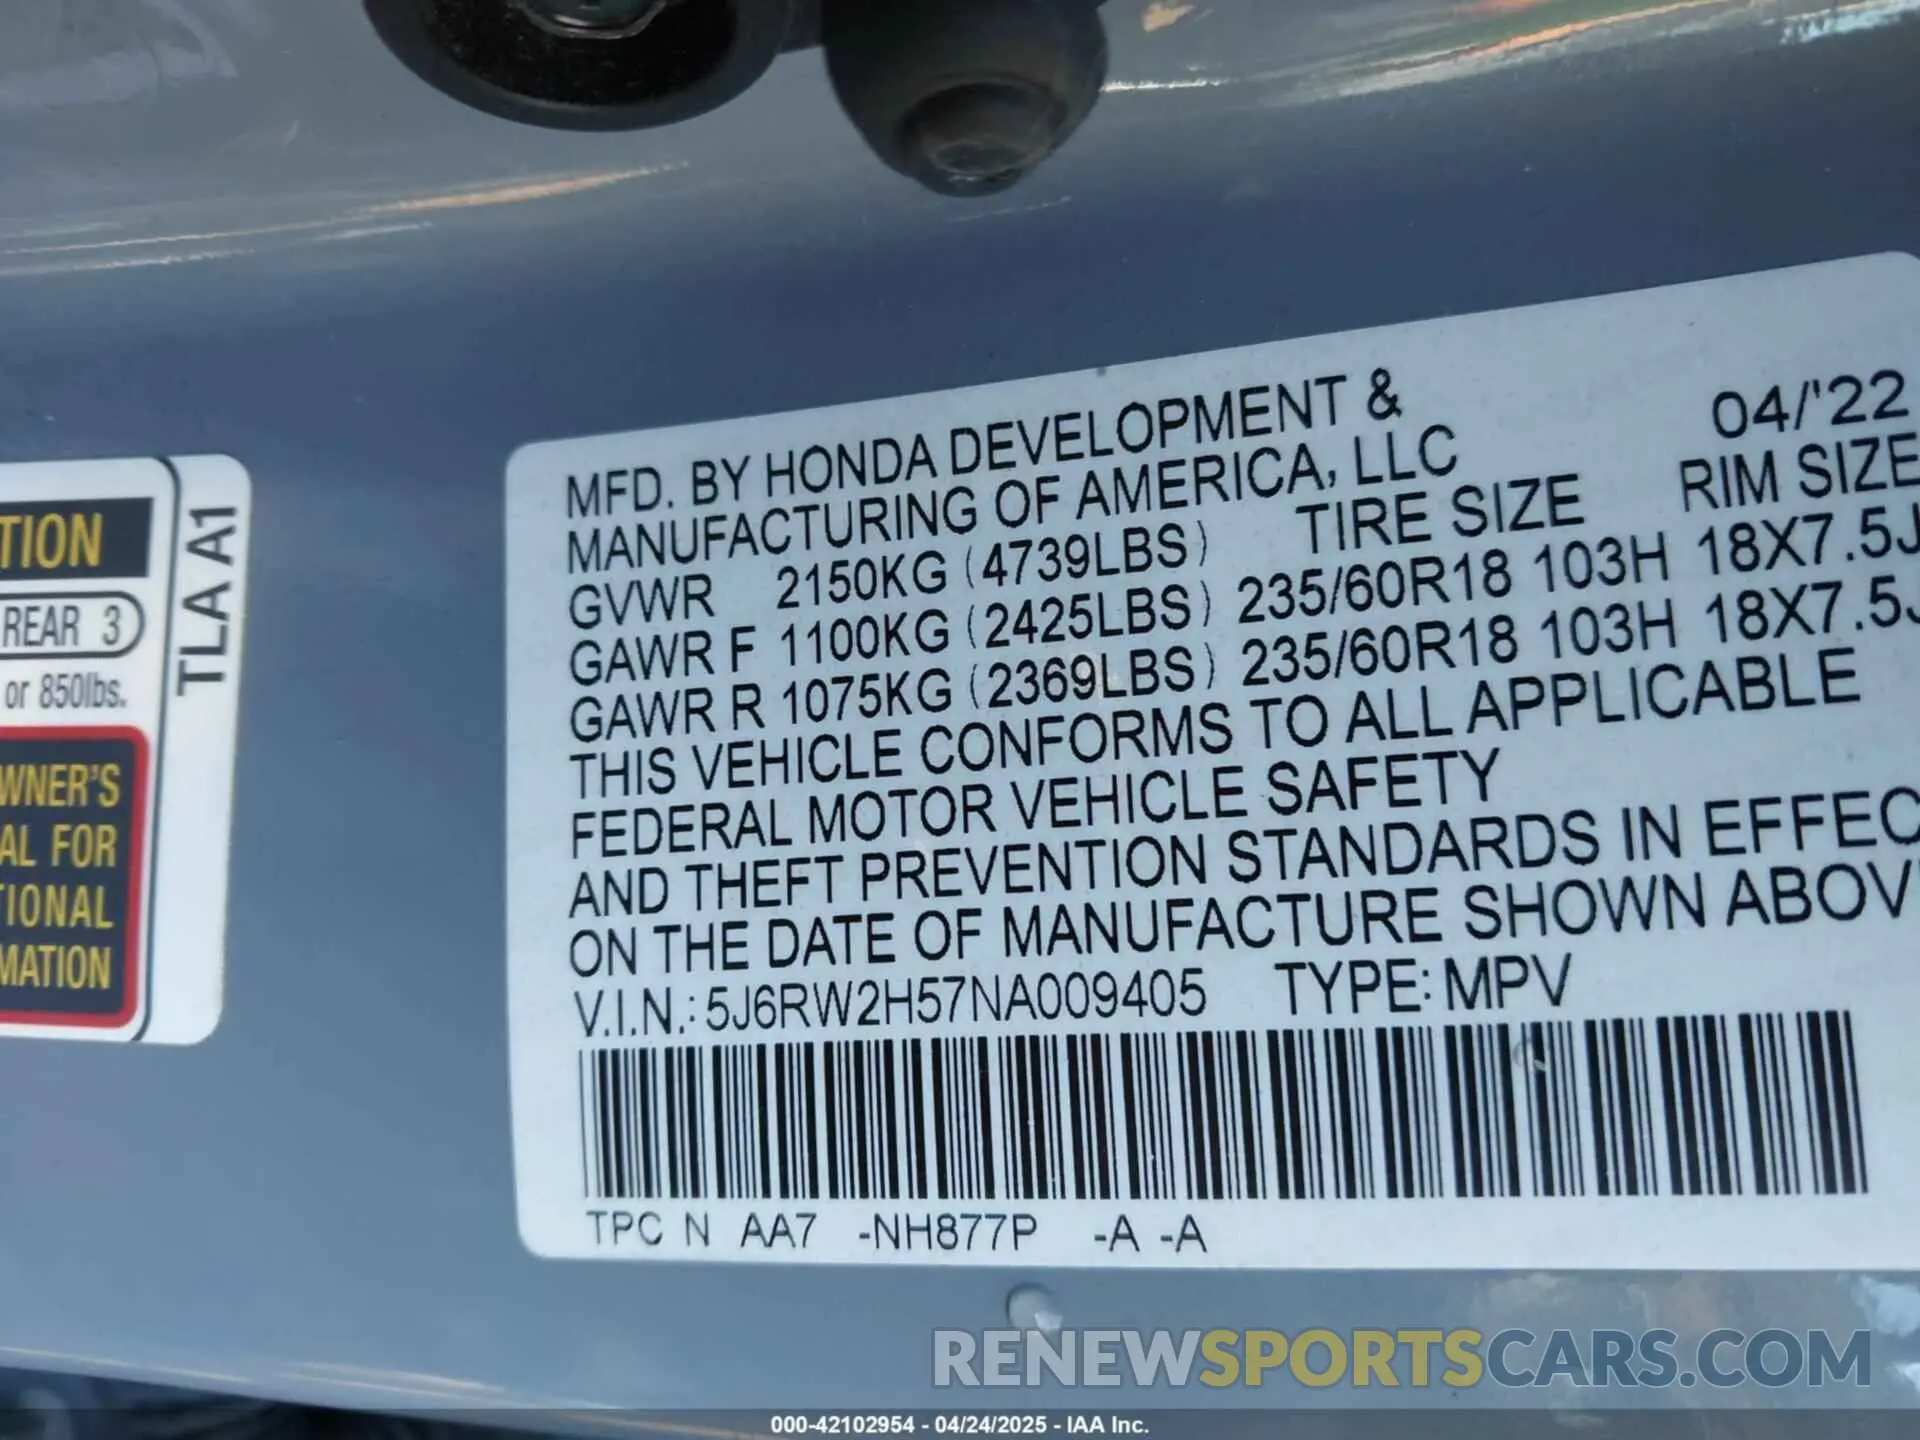 TION
REAR 3
or 850lbs.
WNER'S
AL FOR
TIONAL
MATION
TLA A1
MFD. BY HONDA DEVELOPMENT & 04/'22
MANUFACTURING OF AMERICA, LLC
GVWR 2150KG (4739LBS) TIRE SIZE RIM SIZE
GAWR F 1100KG (2425LBS) 235/60R18 103H 18X7.5J
GAWR R 1075KG (2369LBS) 235/60R18 103H 18X7.5J
THIS VEHICLE CONFORMS TO ALL APPLICABLE
FEDERAL MOTOR VEHICLE SAFETY
AND THEFT PREVENTION STANDARDS IN EFFEC
ON THE DATE OF MANUFACTURE SHOWN ABOV
V.I.N.: 5J6RW2H57NA009405 TYPE: MPV
TPC N AA7 -NH877P -A -A
RENEWSPORTSCARS.COM
000-42102954 - 04/24/2025 - IAA Inc.